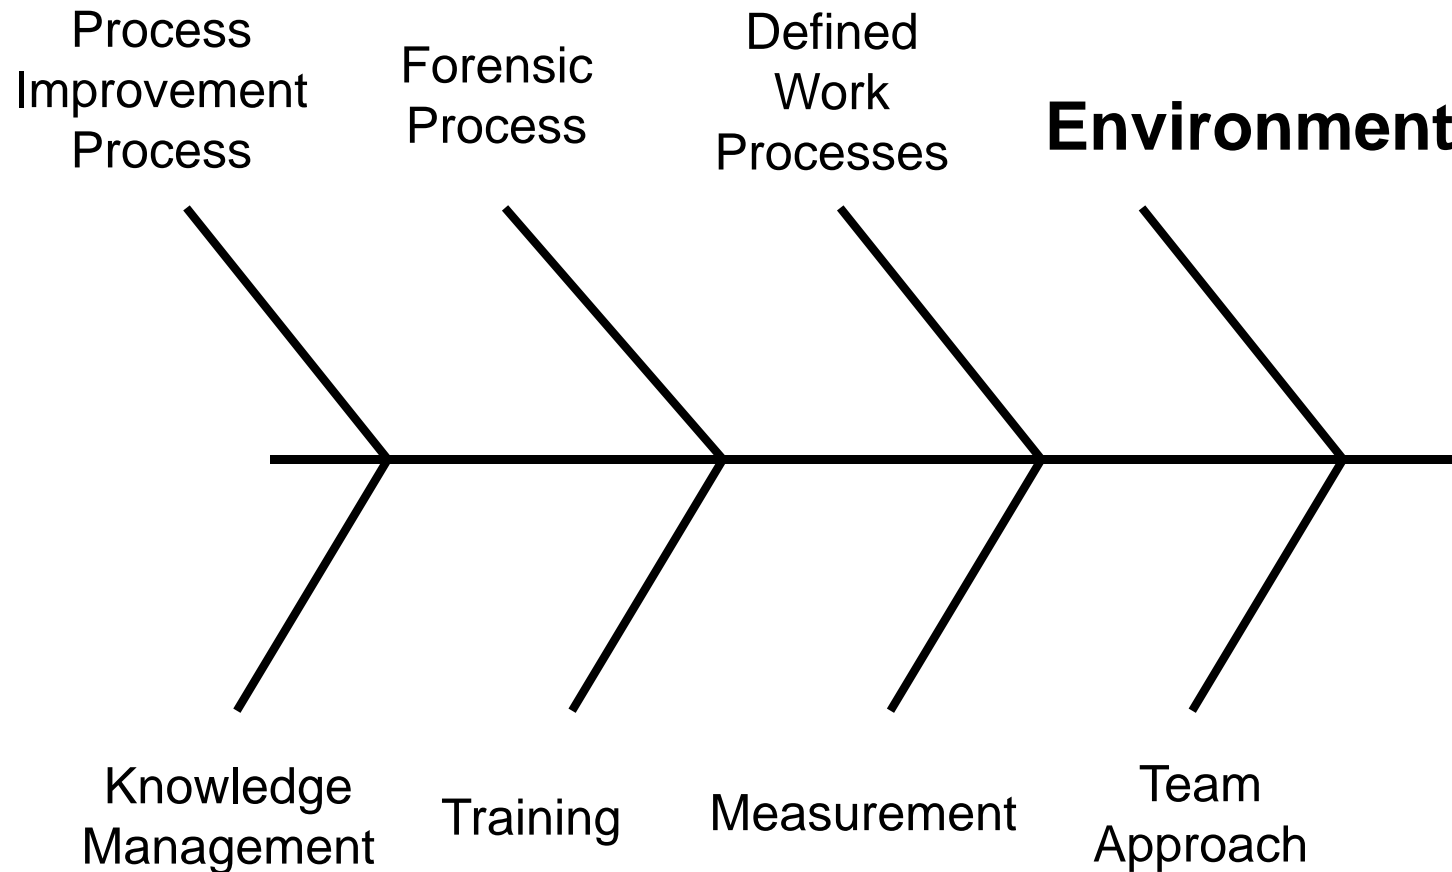 Process
Improvement
Process
Forensic
Process
Defined
Work
Processes
Environment
Knowledge
Management
Training
Measurement
Team
Approach